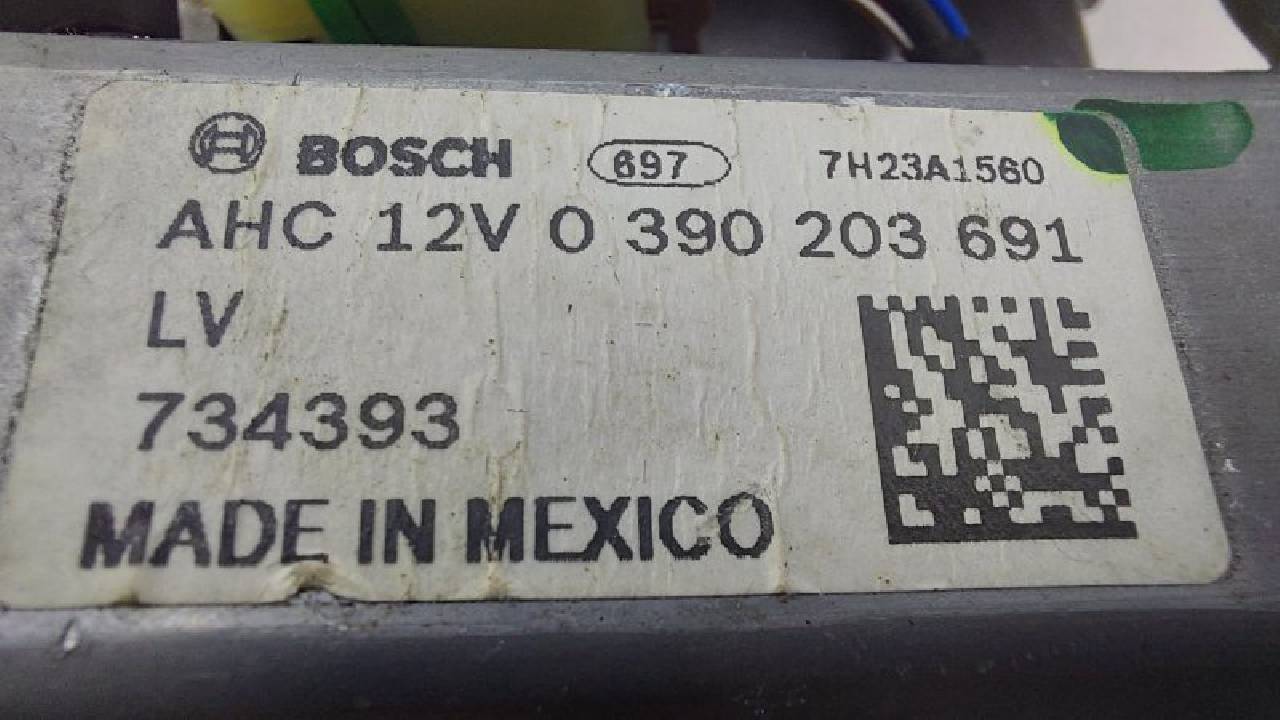 BOSCH 697 7H23A1560
AHC 12V 0 390 203 691
LV
734393
MADE IN MEXICO